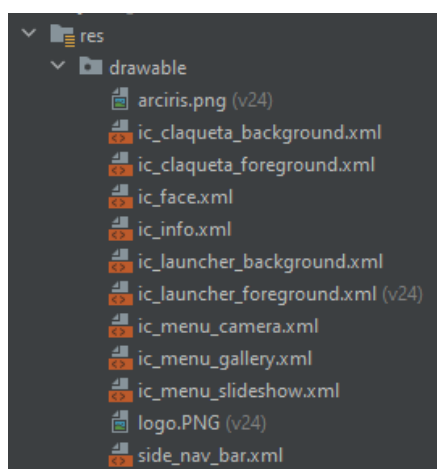 res
drawable
arciris.png (v24)
ic_claqueta_background.xml
ic_claqueta_foreground.xml
ic_face.xml
ic_info.xml
ic_launcher_background.xml
ic_launcher_foreground.xml (v24)
ic_menu_camera.xml
ic_menu_gallery.xml
ic_menu_slideshow.xml
logo.PNG (v24)
side_nav_bar.xml